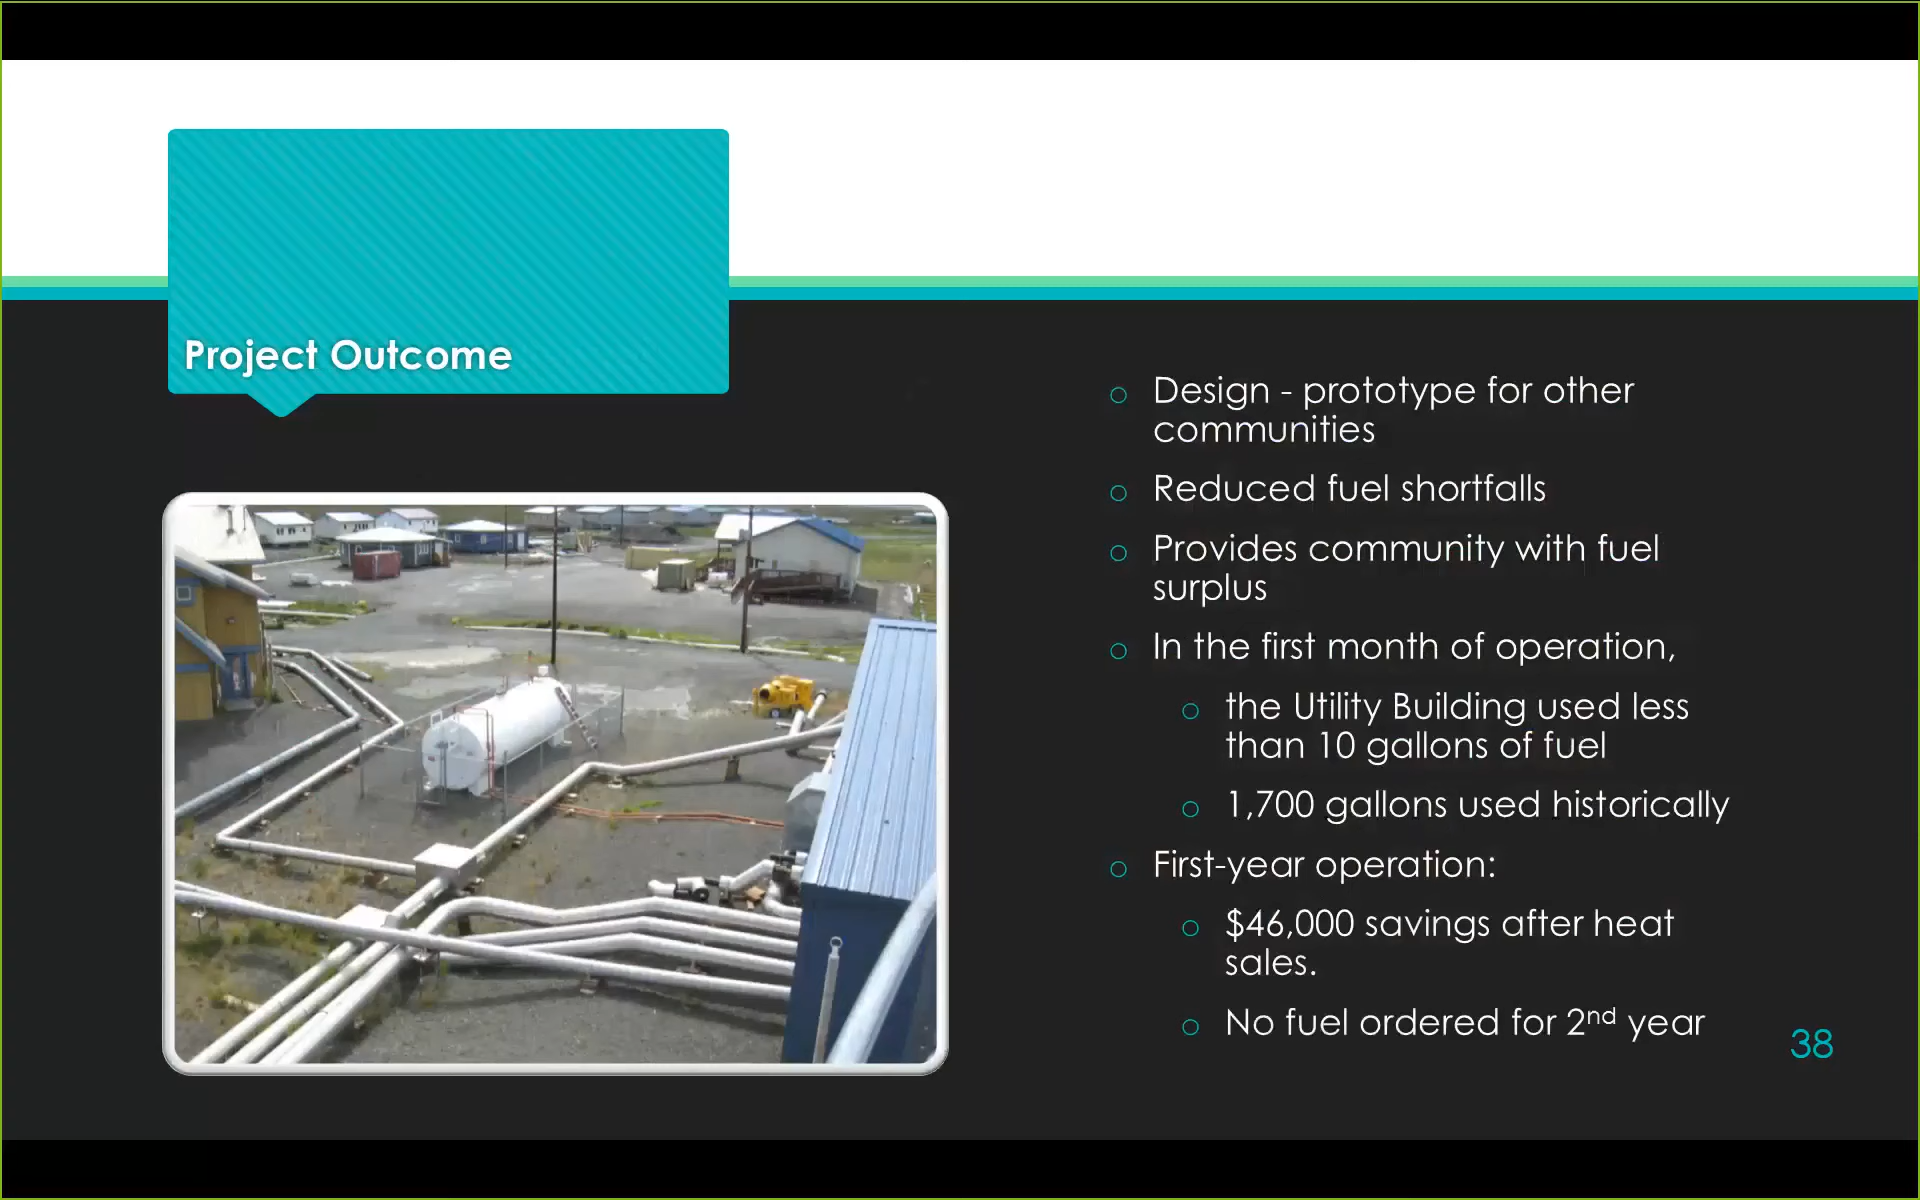 Project Outcome
Design - prototype for other
communities
Reduced fuel shortfalls
Provides community with fuel
surplus
In the first month of operation,
the Utility Building used less
than 10 gallons of fuel
1,700 gallons used historically
First-year operation:
$46,000 savings after heat
sales.
No fuel ordered for 2nd year
38